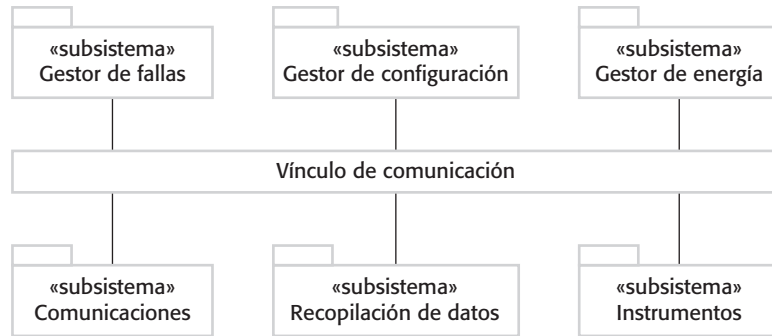 «subsistema»
Gestor de fallas
«subsistema»
Gestor de configuración
«subsistema»
Gestor de energía
Vínculo de comunicación
«subsistema»
Comunicaciones
«subsistema»
Recopilación de datos
«subsistema»
Instrumentos